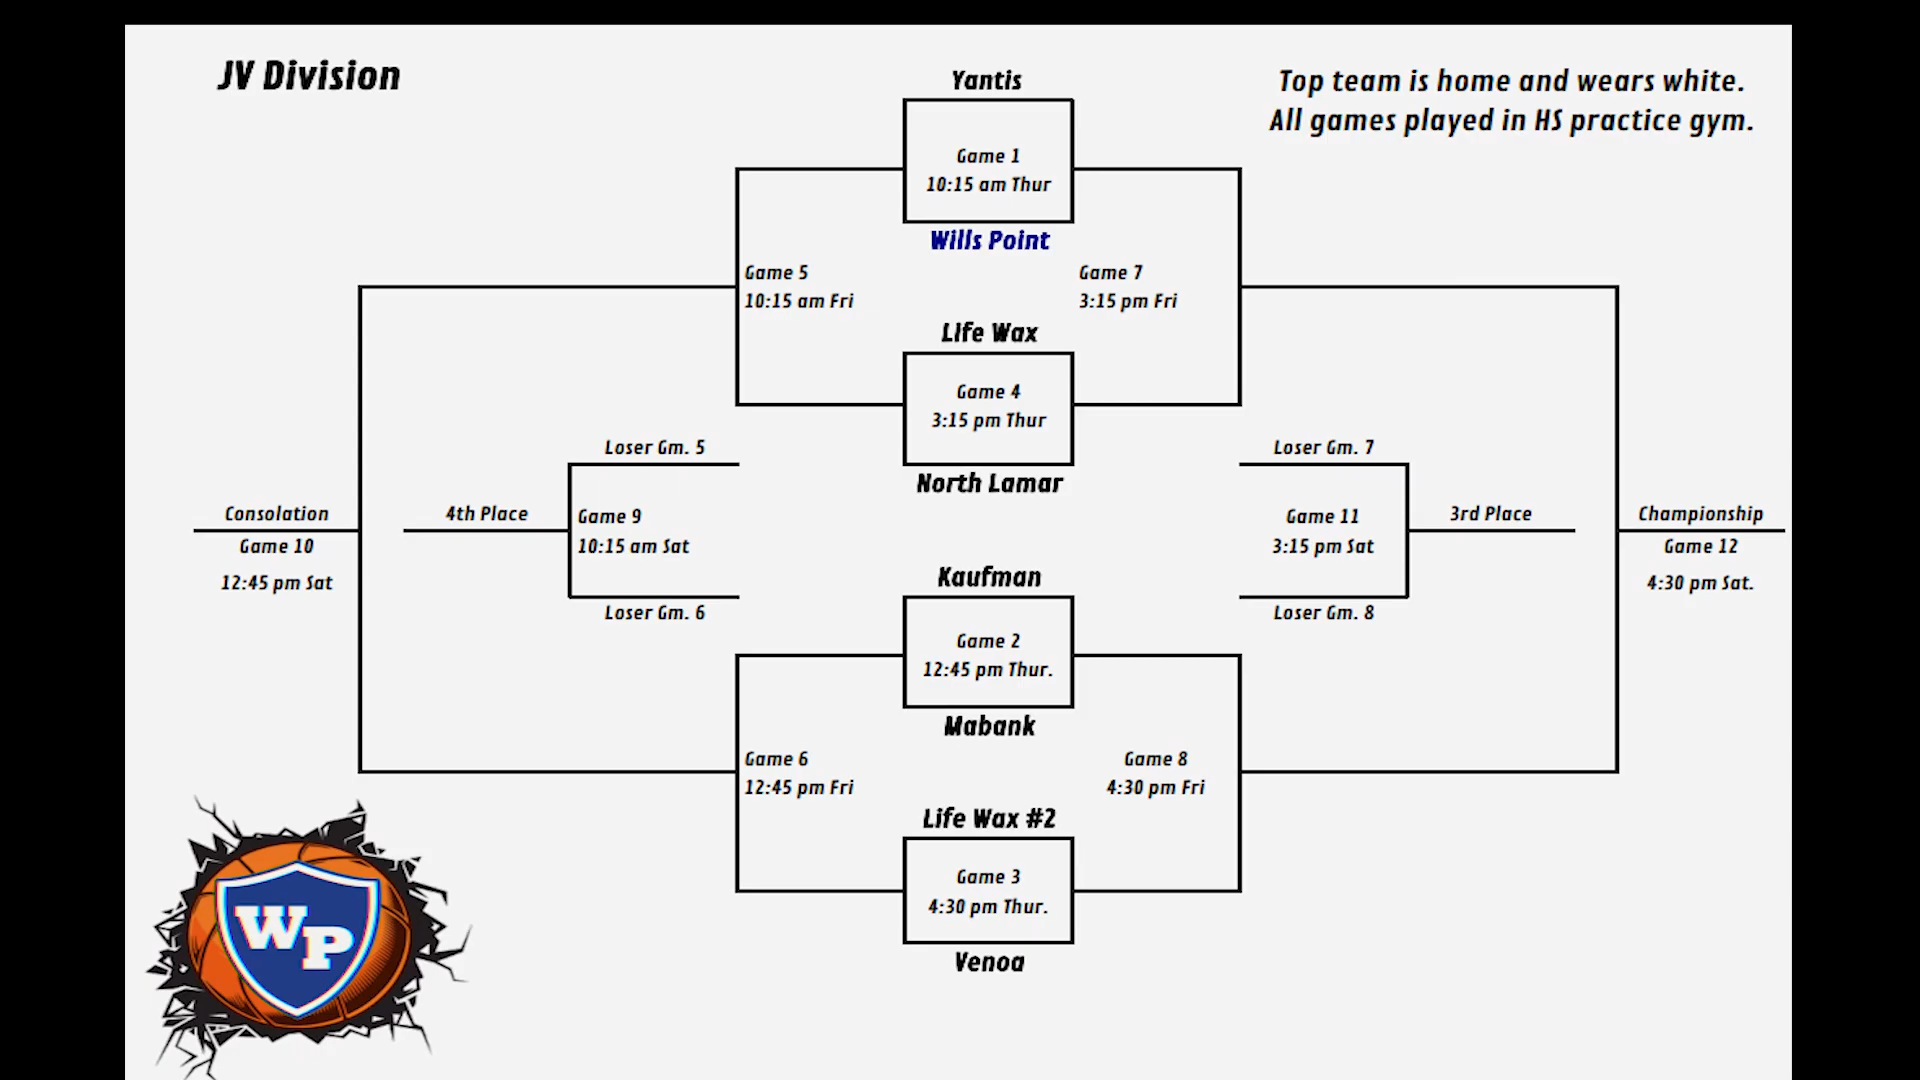 JV Division
Top team is home and wears white.
All games played in HS practice gym.
Yantis
Game 1
10:15 am Thur
Wills Point
Game 5
10:15 am Fri
Game 7
3:15 pm Fri
LIfe Wax
Game 4
3:15 pm Thur
North Lamar
Loser Gm. 5
Game 9
10:15 am Sat
Loser Gm. 6
4th Place
Consolation
Game 10
12:45 pm Sat
Loser Gm. 7
Game 11
3:15 pm Sat
Loser Gm. 8
3rd Place
Championship
Game 12
4:30 pm Sat.
Kaufman
Game 2
12:45 pm Thur.
Mabank
Game 6
12:45 pm Fri
Game 8
4:30 pm Fri
Life Wax #2
Game 3
4:30 pm Thur.
Venoa
WP